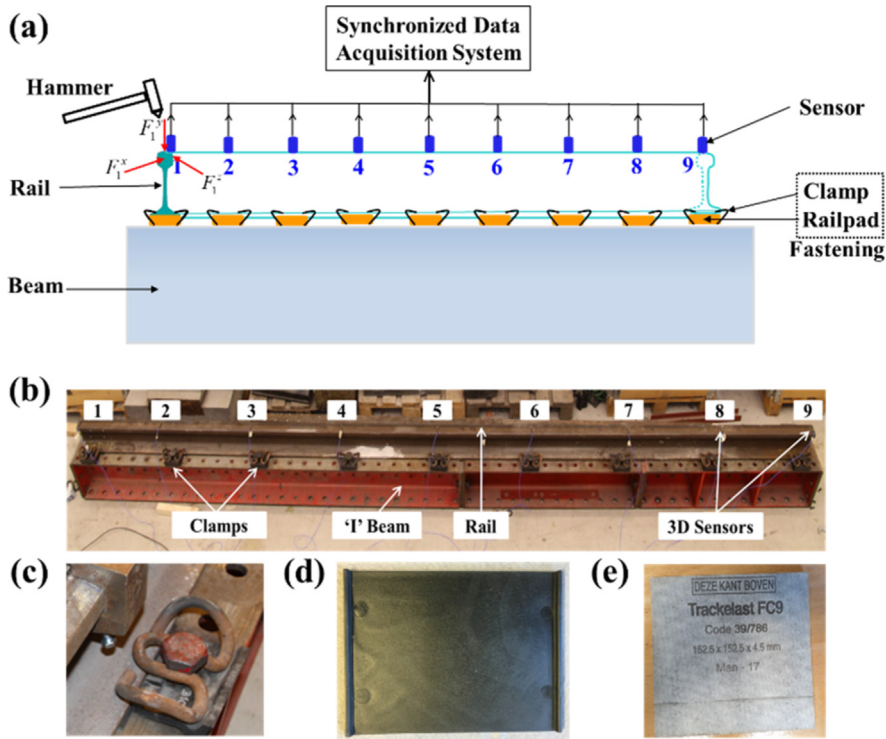 (a)
Synchronized Data
Acquisition System
Hammer
Sensor
F₁ʸ
F₁ˣ
F₁ᶻ
1 2 3 4 5 6 7 8 9
Rail
Clamp
Railpad
Fastening
Beam
(b)
1 2 3 4 5 6 7 8 9
Clamps
'I' Beam
Rail
3D Sensors
(c)
(d)
(e)
DEZE KANT BOVEN
Trackelast FC9
Code 39/786
152.5 x 152.5 x 4.5 mm
Man - 17